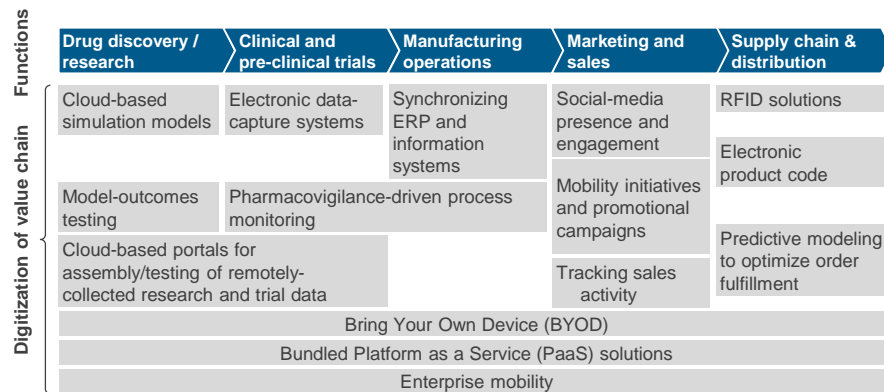 Functions
Drug discovery /
research
Clinical and
pre-clinical trials
Manufacturing
operations
Marketing and
sales
Supply chain &
distribution
Digitization of value chain
Cloud-based
simulation models
Electronic data-
capture systems
Synchronizing
ERP and
information
systems
Social-media
presence and
engagement
RFID solutions
Electronic
product code
Model-outcomes
testing
Pharmacovigilance-driven process
monitoring
Mobility initiatives
and promotional
campaigns
Cloud-based portals for
assembly/testing of remotely-
collected research and trial data
Tracking sales
activity
Predictive modeling
to optimize order
fulfillment
Bring Your Own Device (BYOD)
Bundled Platform as a Service (PaaS) solutions
Enterprise mobility